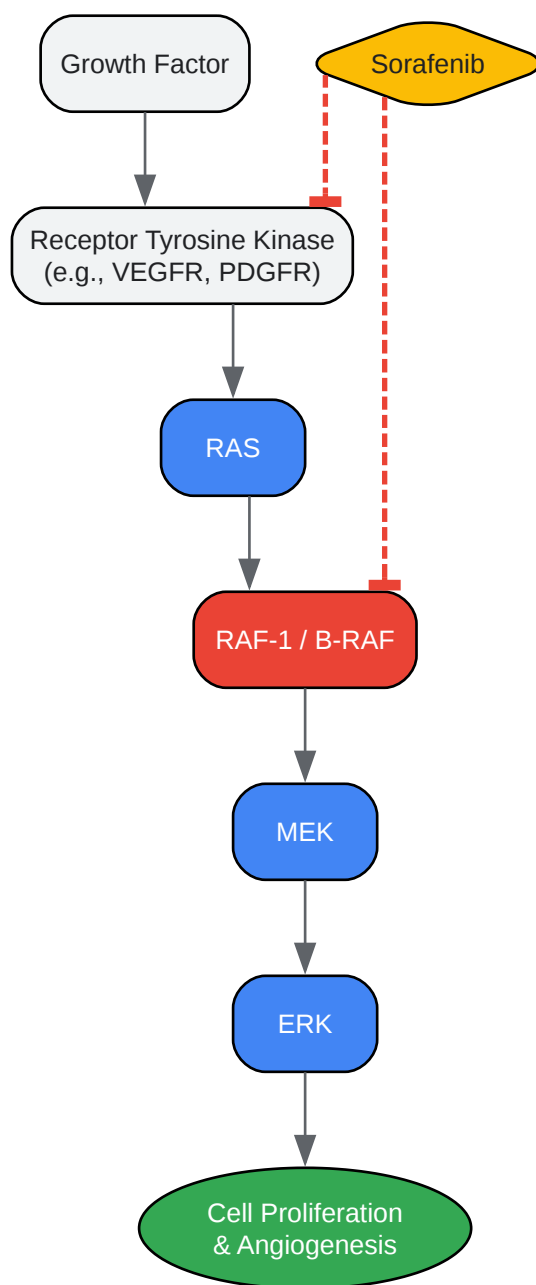 Growth Factor
Sorafenib
Receptor Tyrosine Kinase
(e.g., VEGFR, PDGFR)
RAS
RAF-1 / B-RAF
MEK
ERK
Cell Proliferation
& Angiogenesis